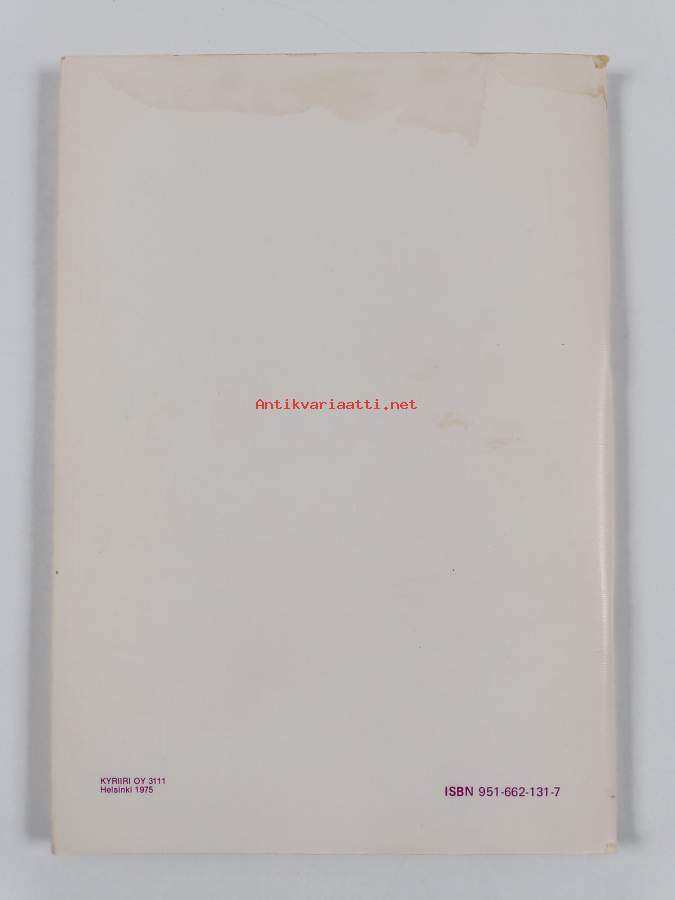 Antikvariaatti.net
KYRIIRI OY 3111
Helsinki 1975
ISBN 951-662-131-7